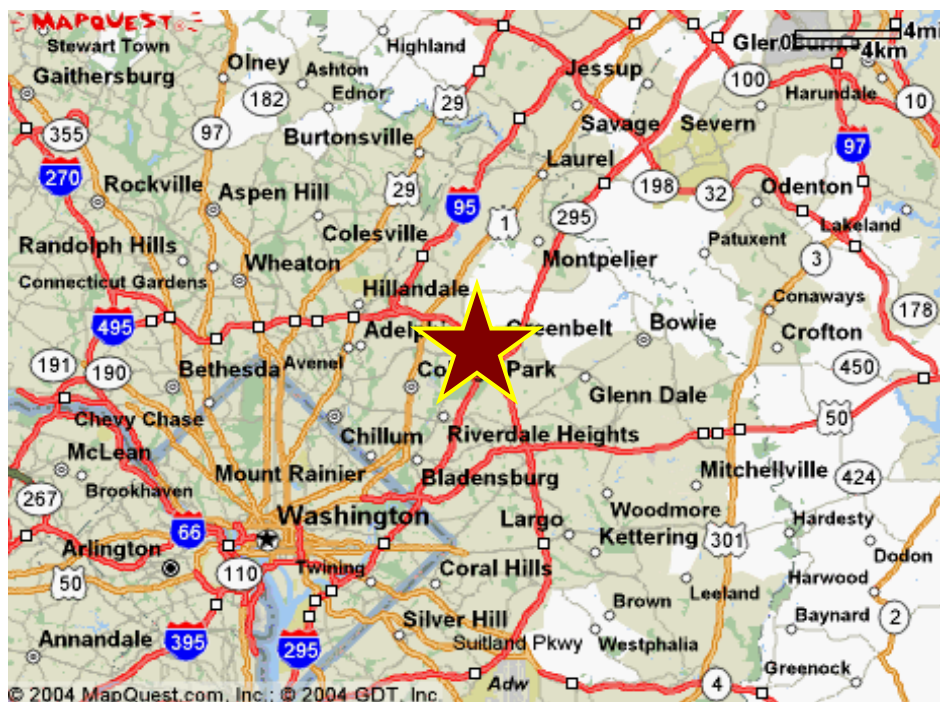 MAPQUEST
Stewart Town
Highland
Glen Burnie
0
4mi
4km
Olney
Ashton
Jessup
Gaithersburg
Ednor
182
29
100
Harundale
10
355
97
Burtonsville
Savage
Severn
97
Laurel
270
Rockville
Aspen Hill
29
95
198
32
Odenton
1
295
Lakeland
Colesville
Randolph Hills
Patuxent
Wheaton
Montpelier
3
Connecticut Gardens
Hillandale
Conaways
178
495
Adelphi
Greenbelt
Bowie
Crofton
191
190
Bethesda
Avenel
College Park
450
Glenn Dale
Chevy Chase
50
Chillum
Riverdale Heights
McLean
Mount Rainier
Bladensburg
Mitchellville
424
Brookhaven
267
Washington
Woodmore
66
Largo
Hardesty
Arlington
Kettering
301
Dodon
50
110
Twining
Coral Hills
Harwood
Leeland
Brown
Baynard
2
Silver Hill
Annandale
395
295
Suitland Pkwy
Westphalia
Greenock
Adw
4
© 2004 MapQuest.com, Inc.; © 2004 GDT, Inc.